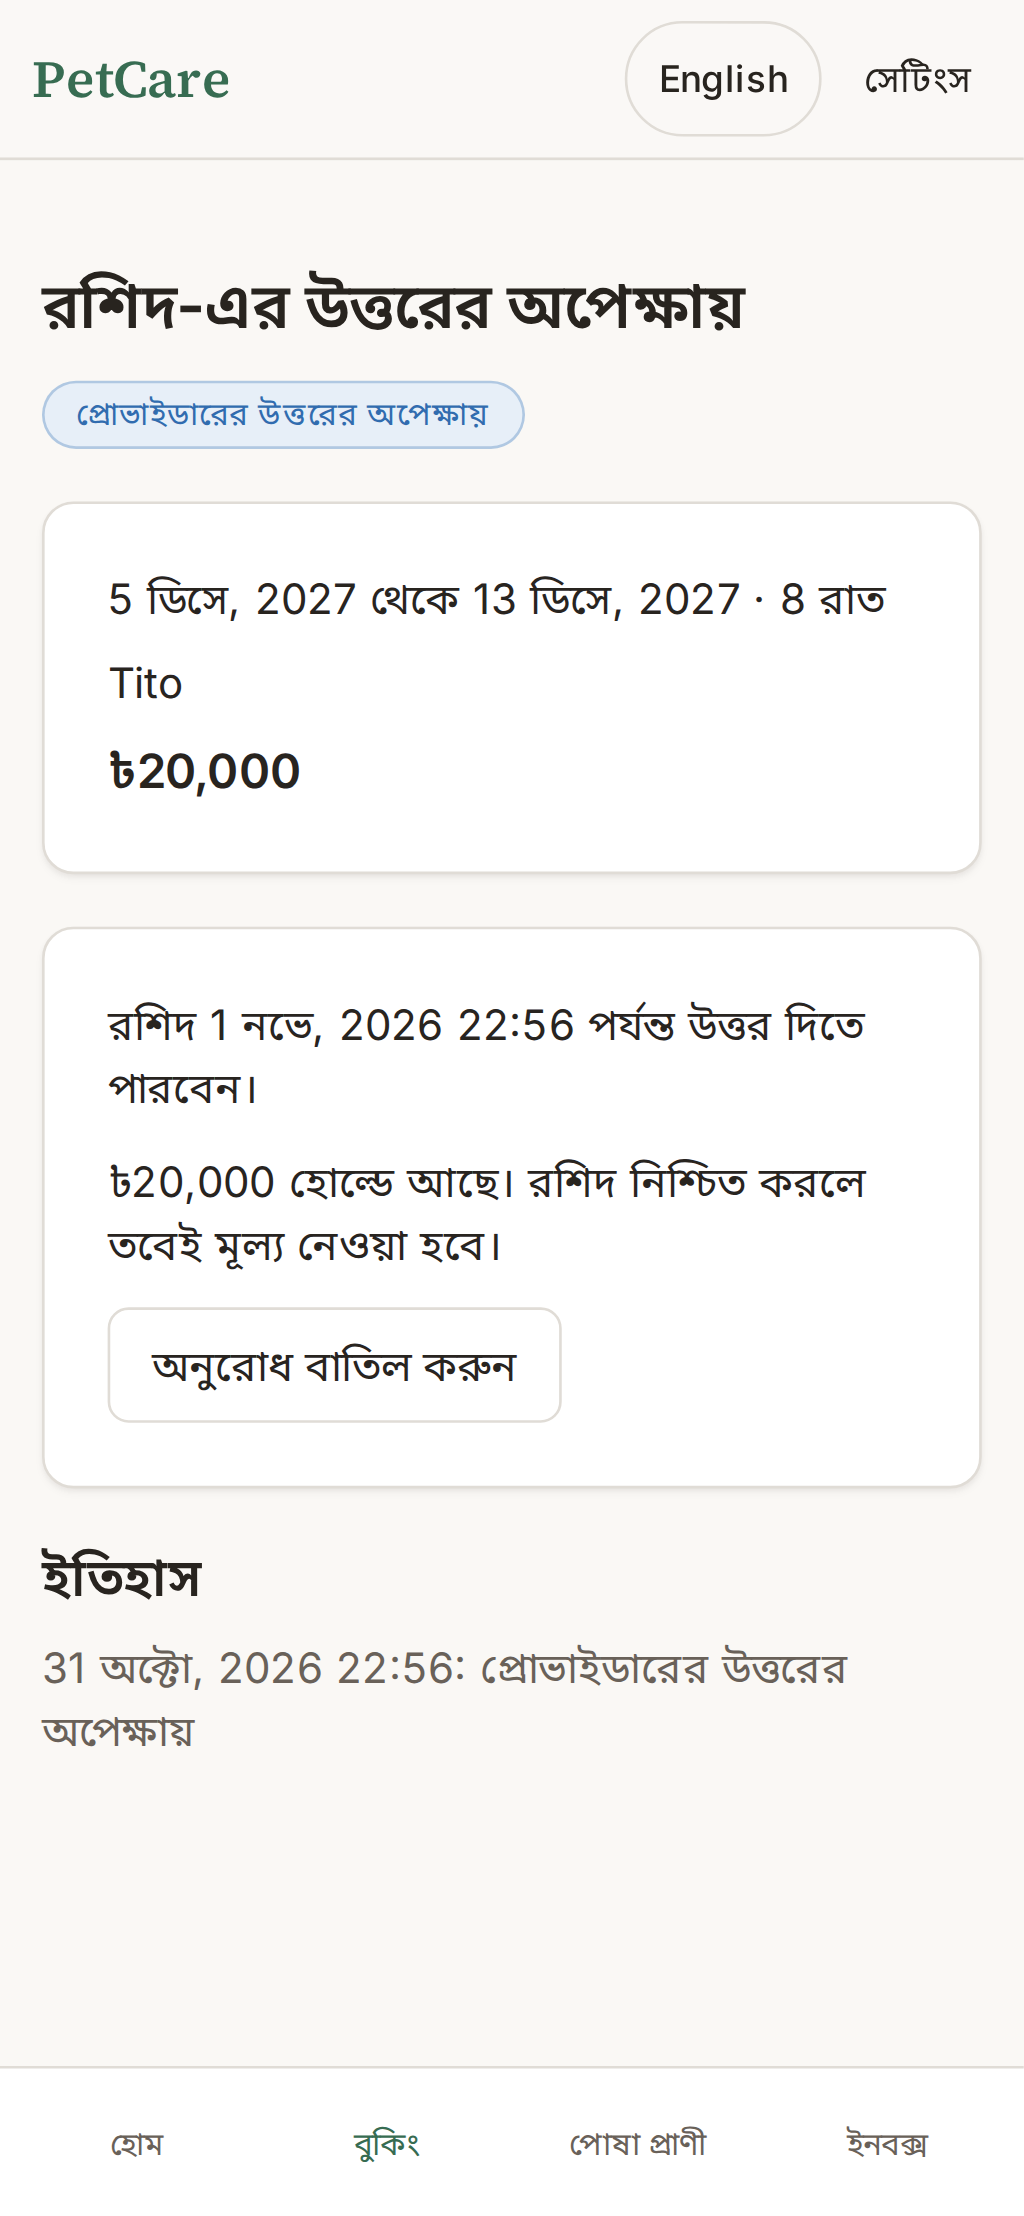 PetCare
English
সেটিংস
রশিদ-এর উত্তরের অপেক্ষায়
প্রোভাইডারের উত্তরের অপেক্ষায়
5 ডিসে, 2027 থেকে 13 ডিসে, 2027 · 8 রাত
Tito
৳20,000
রশিদ 1 নভে, 2026 22:56 পর্যন্ত উত্তর দিতে
পারবেন।
৳20,000 হোল্ডে আছে। রশিদ নিশ্চিত করলে
তবেই মূল্য নেওয়া হবে।
অনুরোধ বাতিল করুন
ইতিহাস
31 অক্টো, 2026 22:56: প্রোভাইডারের উত্তরের
অপেক্ষায়
হোম
বুকিং
পোষা প্রাণী
ইনবক্স